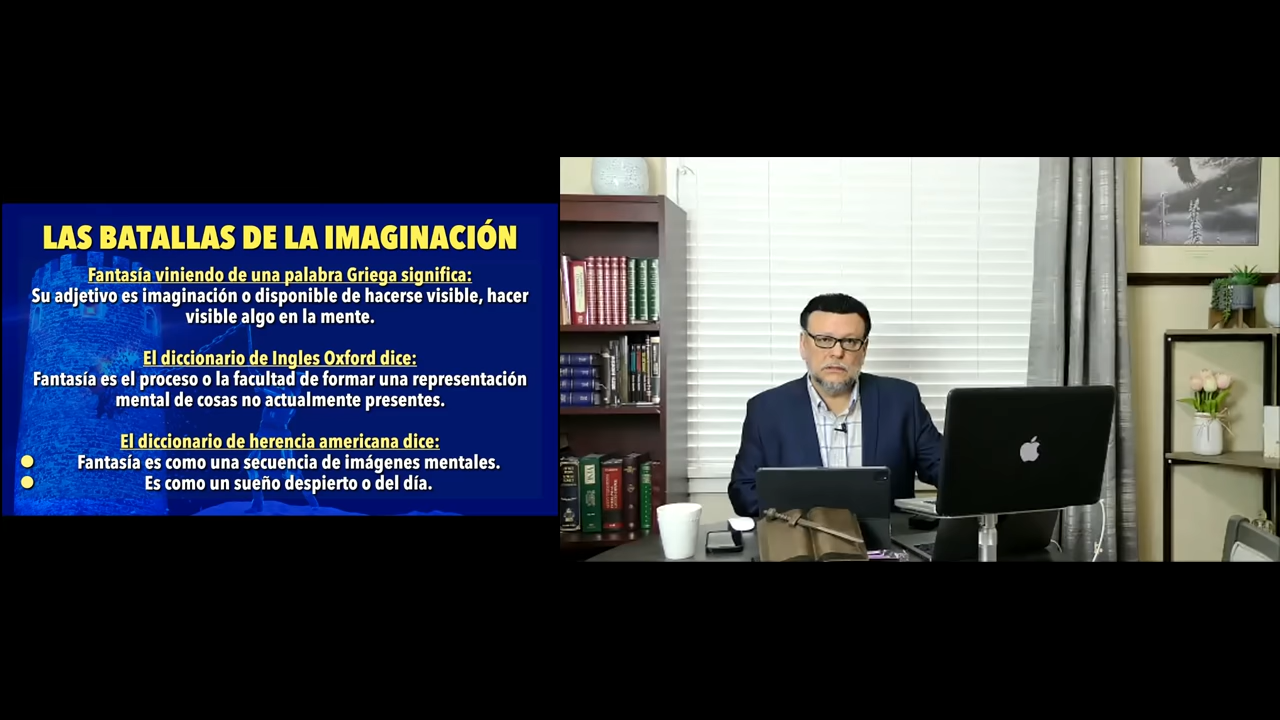 LAS BATALLAS DE LA IMAGINACIÓN
Fantasía viniendo de una palabra Griega significa:
Su adjetivo es imaginación o disponible de hacerse visible, hacer
visible algo en la mente.
El diccionario de Ingles Oxford dice:
Fantasía es el proceso o la facultad de formar una representación
mental de cosas no actualmente presentes.
El diccionario de herencia americana dice:
Fantasía es como una secuencia de imágenes mentales.
Es como un sueño despierto o del día.